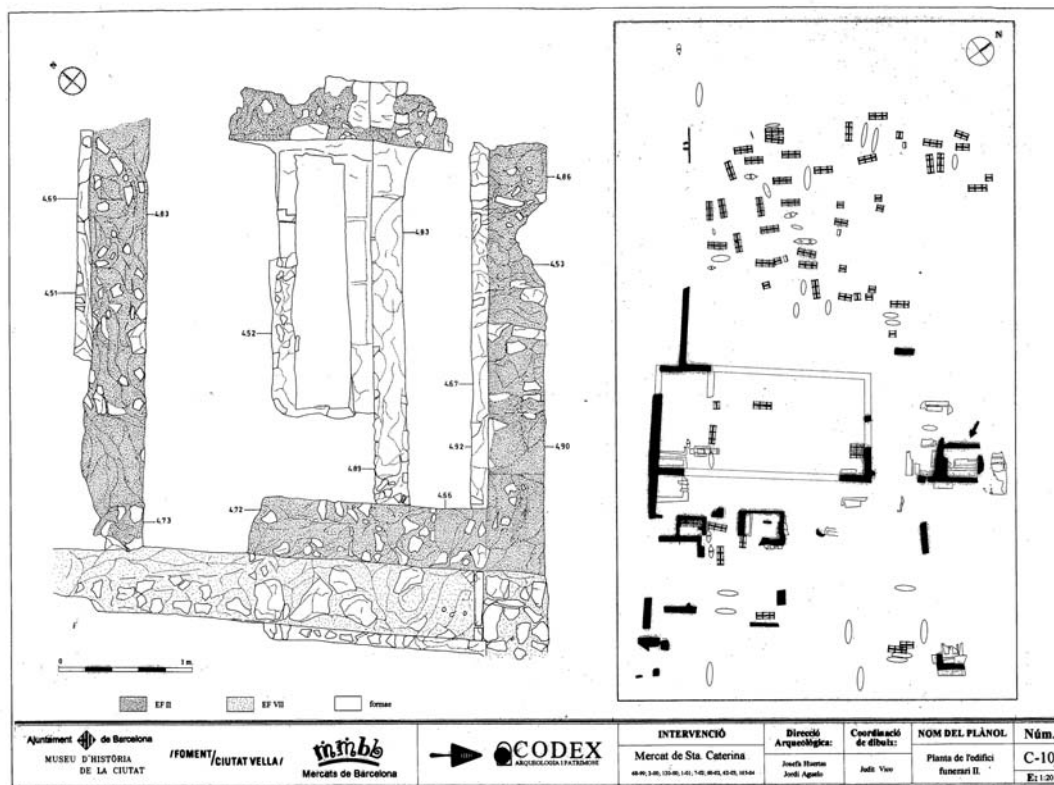 N
4.86
4.69
4.83
4.83
4.53
4.51
4.52
4.67
4.92
4.90
4.89
4.66
4.72
4.73
0 1 m.
EF II EF VII formae
Ajuntament de Barcelona
MUSEU D'HISTÒRIA
DE LA CIUTAT
/FOMENT/CIUTAT VELLA/
Mercats de Barcelona
CODEX
ARQUEOLOGIA I PATRIMONI
INTERVENCIÓ
Mercat de Sta. Caterina
Direcció
Arqueològica:
Josefa Huertas
Jordi Aguelo
Coordinació
de dibuix:
Judit Vico
NOM DEL PLÀNOL
Planta de l'edifici
funerari II.
Núm.
C-10
E: 1:20